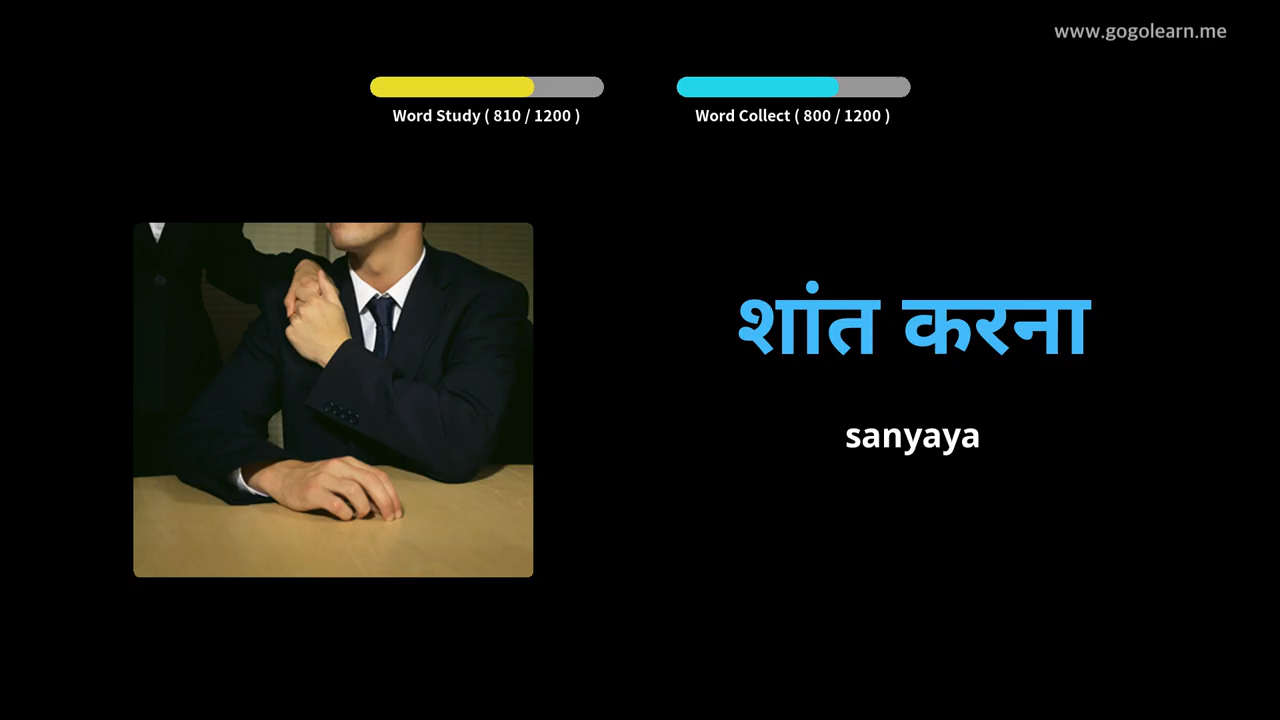 www.gogolearn.me
Word Study ( 810 / 1200 )
Word Collect ( 800 / 1200 )
शांत करना
sanyaya